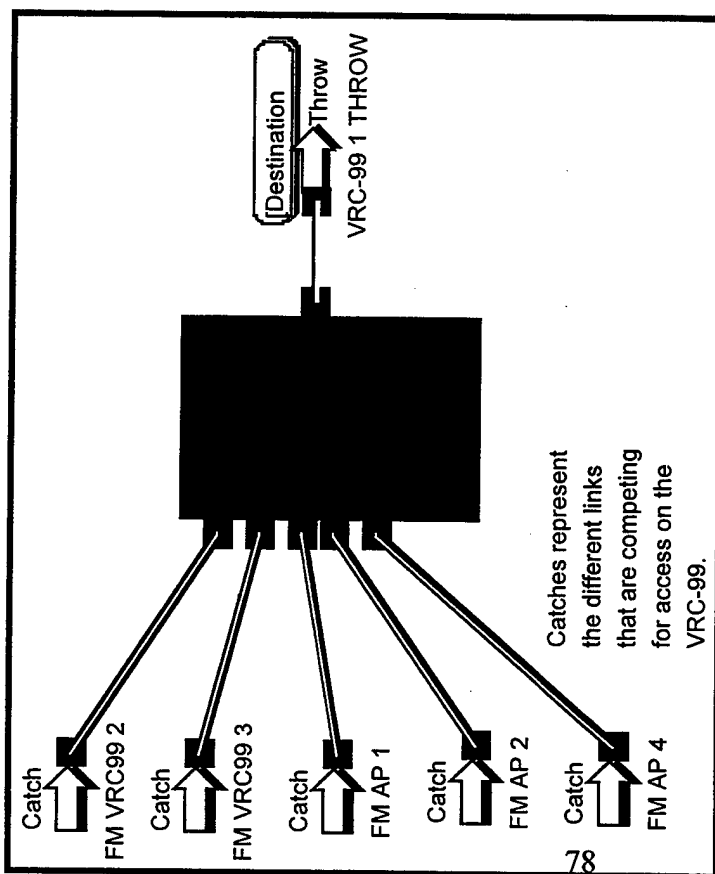 Catch
FM VRC99 2
Catch
FM VRC99 3
Catch
FM AP 1
Catch
FM AP 2
Catch
FM AP 4
[Destination
Throw
VRC-99 1 THROW
Catches represent
the different links
that are competing
for access on the
VRC-99.
78